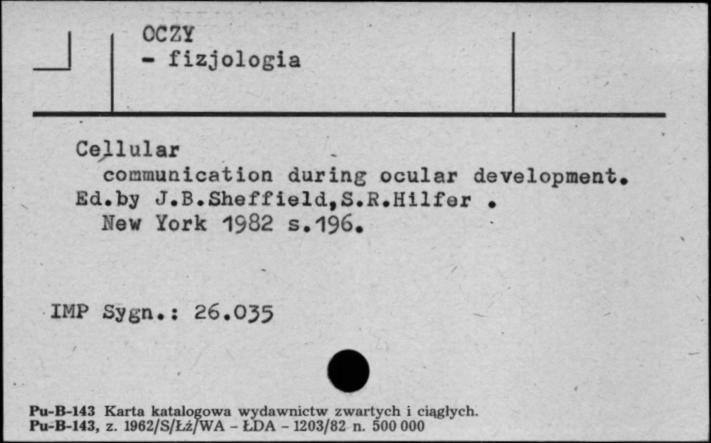 OCZY
- fizjologia
Cellular
communication during ocular development.
Ed.by J.B.Sheffield,S.R.Hilfer .
New York 1982 s.196.
IMP Sygn.: 26.035
Pu-B-143 Karta katalogowa wydawnictw zwartych i ciągłych.
Pu-B-143, z. 1962/S/Łż/WA - ŁDA - 1203/82 n. 500 000